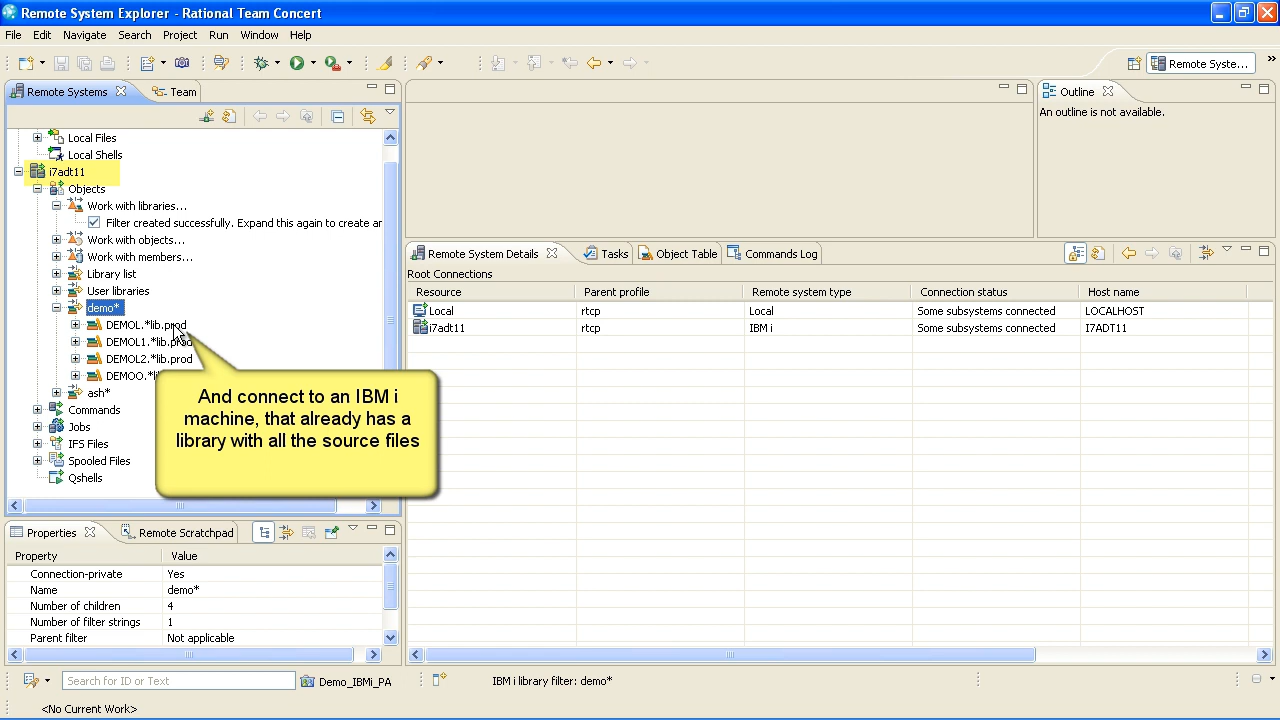 Remote System Explorer - Rational Team Concert
File Edit Navigate Search Project Run Window Help
Remote Syste...
»
Remote Systems
Team
Outline
An outline is not available.
Local Files
Local Shells
i7adt11
Objects
Work with libraries...
Filter created successfully. Expand this again to create ar
Work with objects...
Work with members...
Library list
User libraries
demo*
DEMOL.*lib.prod
DEMOL1.*lib.prod
DEMOL2.*lib.prod
DEMOO.*li
ash*
Commands
Jobs
IFS Files
Spooled Files
Qshells
And connect to an IBM i
machine, that already has a
library with all the source files
Remote System Details
Tasks
Object Table
Commands Log
Root Connections
Resource Parent profile Remote system type Connection status Host name
Local rtcp Local Some subsystems connected LOCALHOST
i7adt11 rtcp IBM i Some subsystems connected I7ADT11
Properties
Remote Scratchpad
Property Value
Connection-private Yes
Name demo*
Number of children 4
Number of filter strings 1
Parent filter Not applicable
Search for ID or Text
Demo_IBMi_PA
IBM i library filter: demo*
<No Current Work>